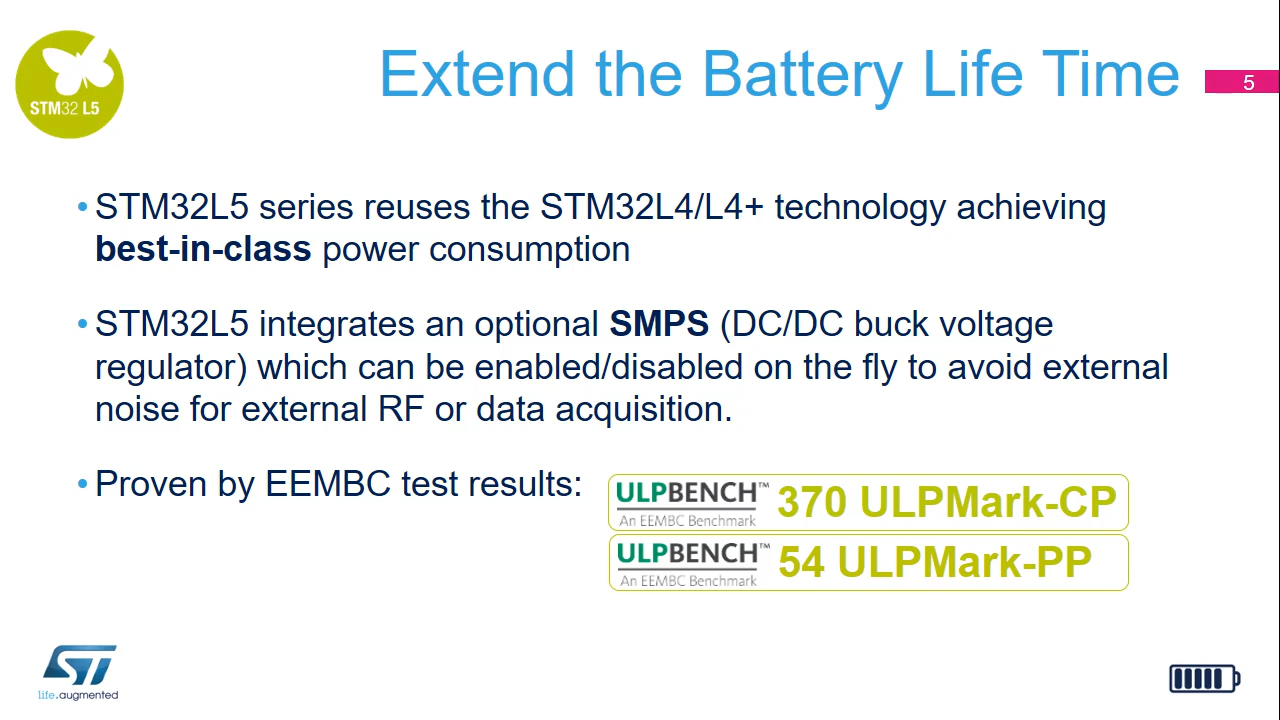 STM32 L5
Extend the Battery Life Time
5
• STM32L5 series reuses the STM32L4/L4+ technology achieving
best-in-class power consumption
• STM32L5 integrates an optional SMPS (DC/DC buck voltage
regulator) which can be enabled/disabled on the fly to avoid external
noise for external RF or data acquisition.
• Proven by EEMBC test results:
ULPBENCH™ 370 ULPMark-CP
An EEMBC Benchmark
ULPBENCH™ 54 ULPMark-PP
An EEMBC Benchmark
ST
life.augmented